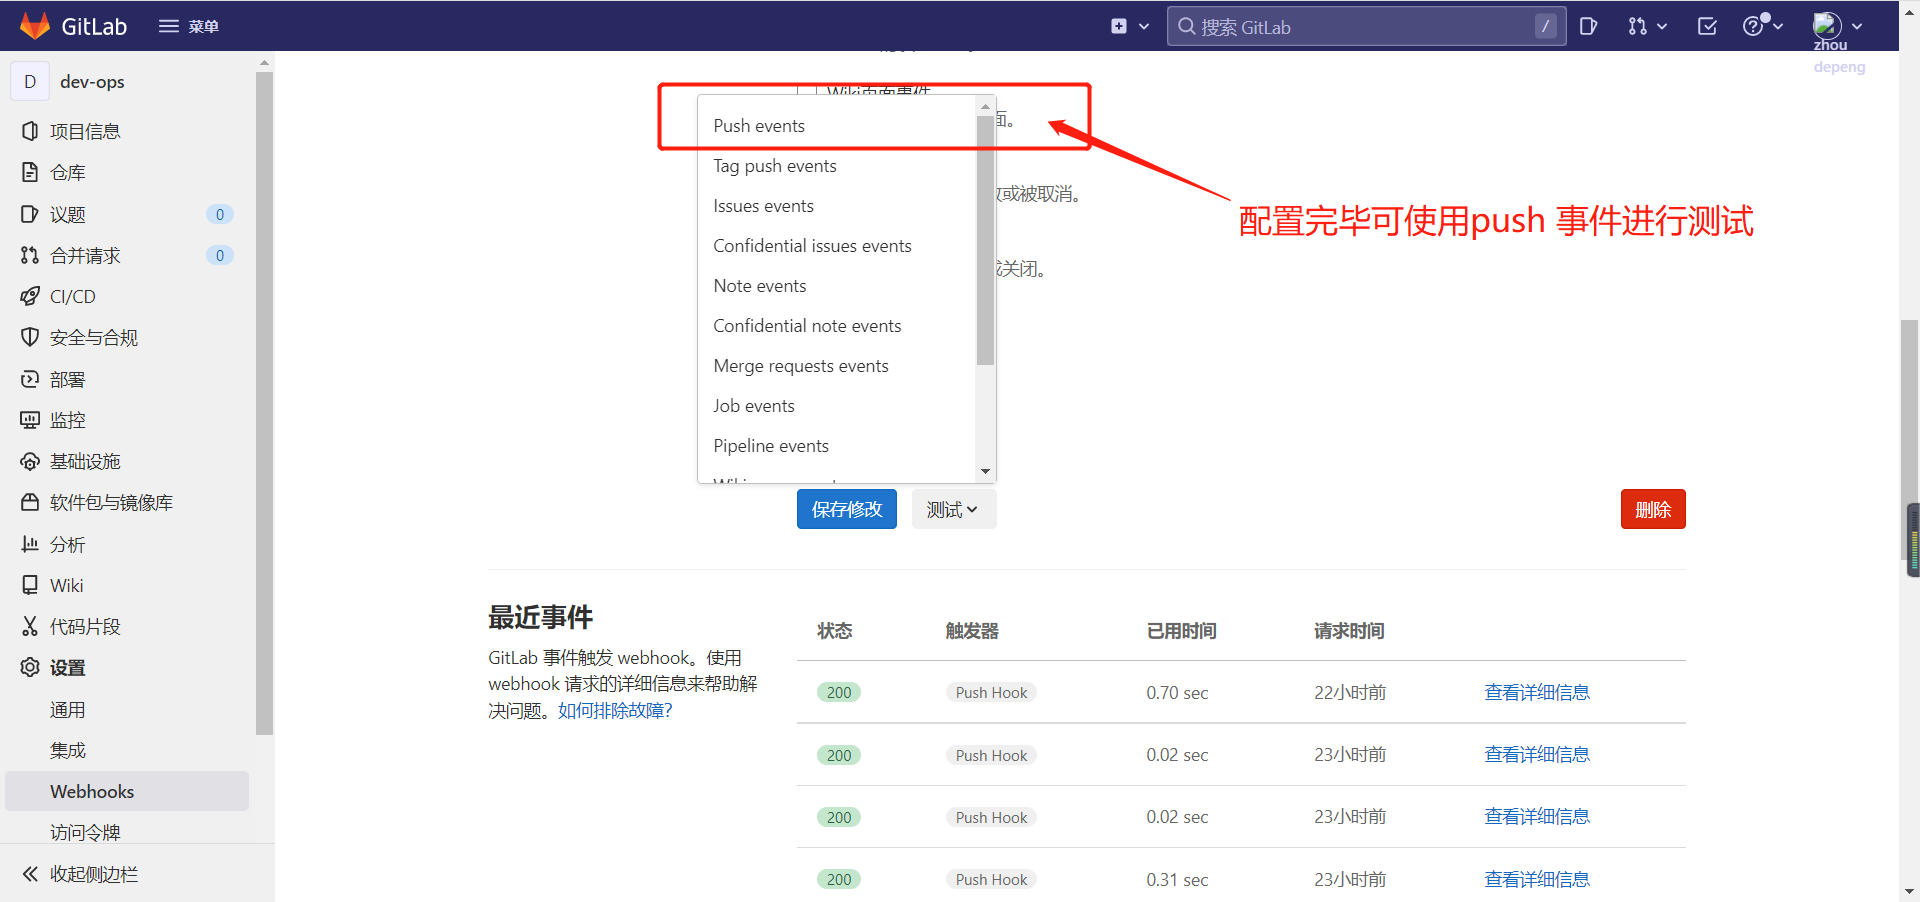 GitLab
菜单
搜索 GitLab
/
zhou
depeng
D
dev-ops
项目信息
仓库
议题
0
合并请求
0
CI/CD
安全与合规
部署
监控
基础设施
软件包与镜像库
分析
Wiki
代码片段
设置
通用
集成
Webhooks
访问令牌
收起侧边栏
Wiki页面事件
面。
或被取消。
或关闭。
Push events
Tag push events
Issues events
Confidential issues events
Note events
Confidential note events
Merge requests events
Job events
Pipeline events
配置完毕可使用push 事件进行测试
保存修改
测试
删除
最近事件
GitLab 事件触发 webhook。使用
webhook 请求的详细信息来帮助解
决问题。如何排除故障?
状态 触发器 已用时间 请求时间
200 Push Hook 0.70 sec 22小时前 查看详细信息
200 Push Hook 0.02 sec 23小时前 查看详细信息
200 Push Hook 0.02 sec 23小时前 查看详细信息
200 Push Hook 0.31 sec 23小时前 查看详细信息